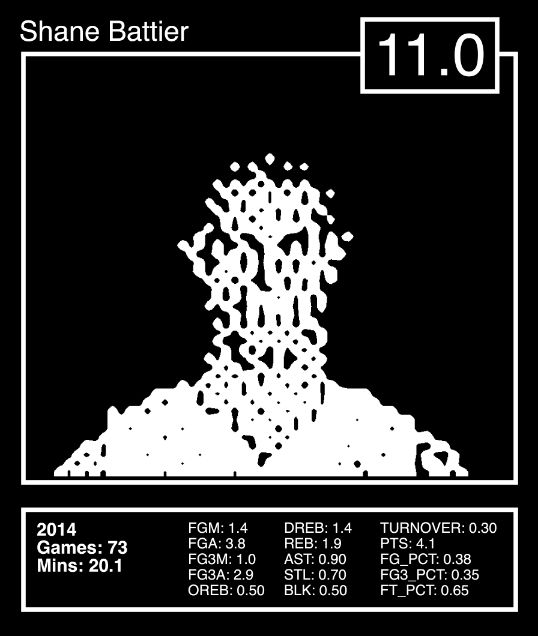 Shane Battier
11.0
2014
Games: 73
Mins: 20.1
FGM: 1.4
FGA: 3.8
FG3M: 1.0
FG3A: 2.9
OREB: 0.50
DREB: 1.4
REB: 1.9
AST: 0.90
STL: 0.70
BLK: 0.50
TURNOVER: 0.30
PTS: 4.1
FG_PCT: 0.38
FG3_PCT: 0.35
FT_PCT: 0.65